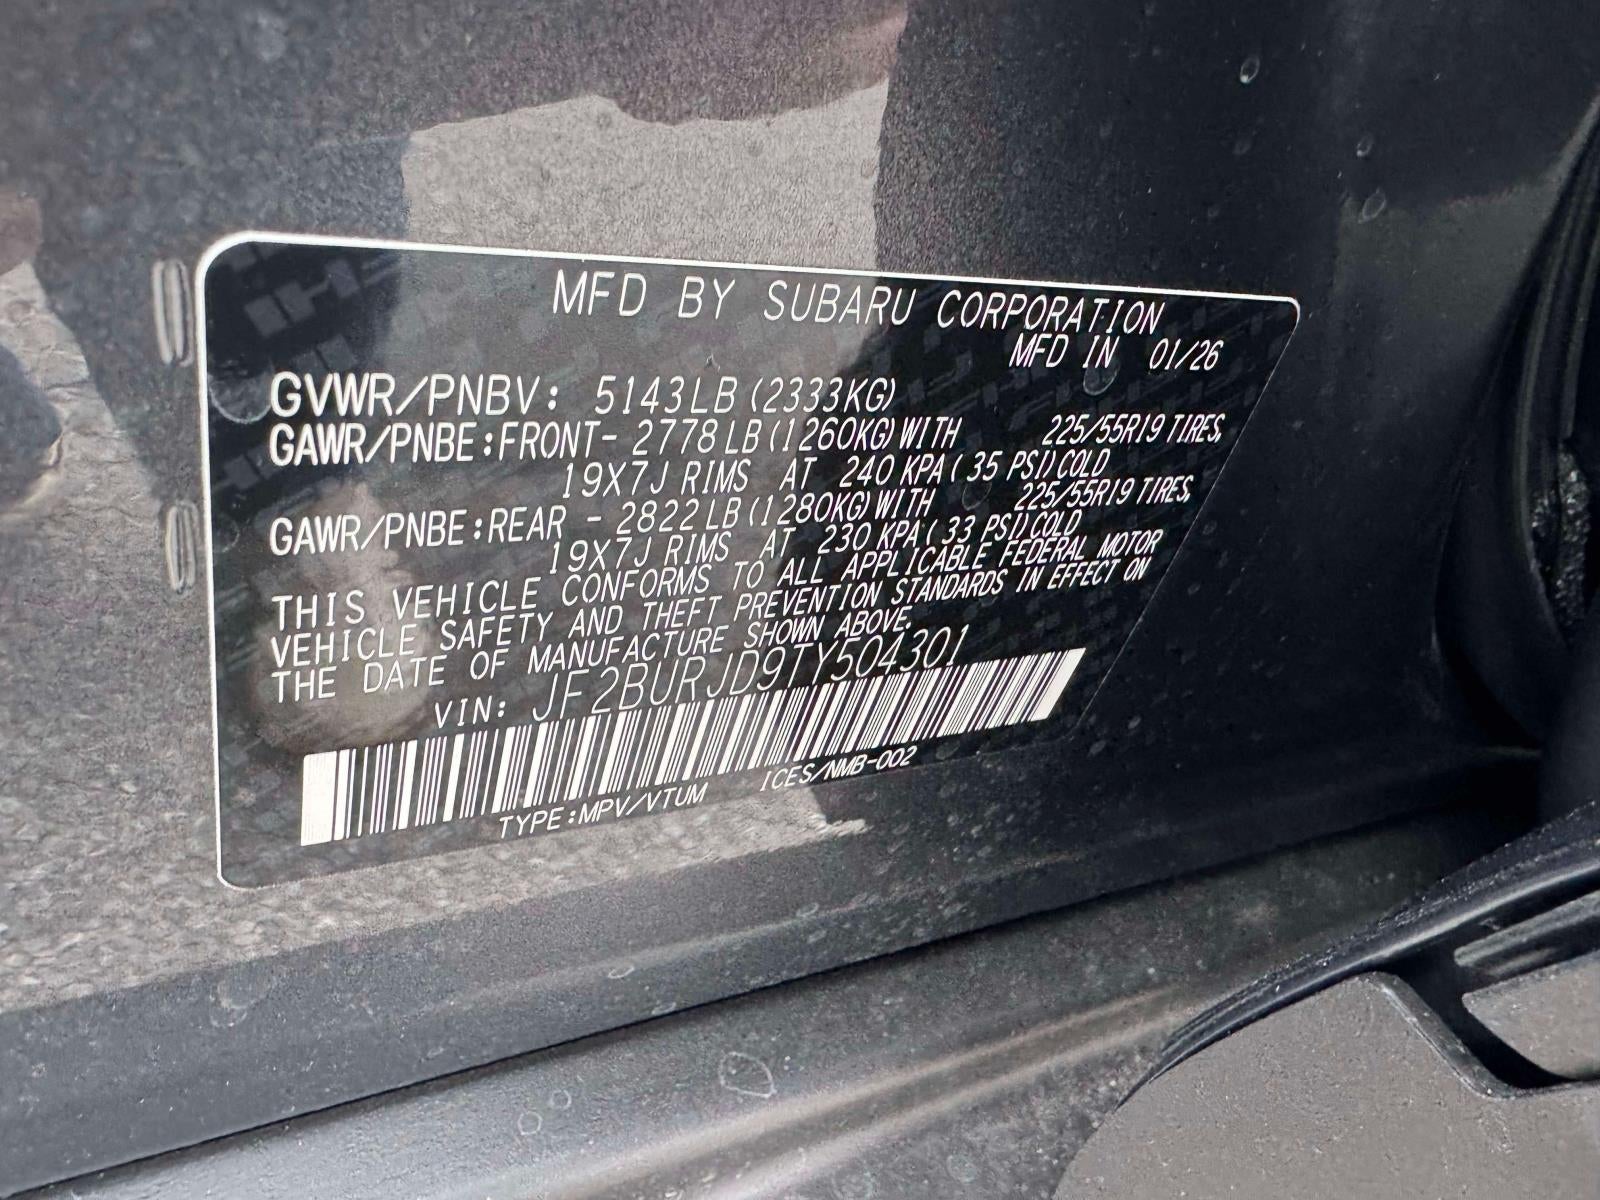 MFD BY SUBARU CORPORATION
MFD IN 01/26
GVWR/PNBV: 5143LB (2333KG)
GAWR/PNBE:FRONT- 2778LB (1260KG) WITH 225/55R19 TIRES,
19X7J RIMS AT 240 KPA( 35 PSI) COLD
GAWR/PNBE:REAR - 2822LB (1280KG) WITH 225/55R19 TIRES,
19X7J RIMS AT 230 KPA( 33 PSI) COLD
THIS VEHICLE CONFORMS TO ALL APPLICABLE FEDERAL MOTOR
VEHICLE SAFETY AND THEFT PREVENTION STANDARDS IN EFFECT ON
THE DATE OF MANUFACTURE SHOWN ABOVE.
VIN: JF2BURJD9TY504301
TYPE:MPV/VTUM ICES/NMB-002